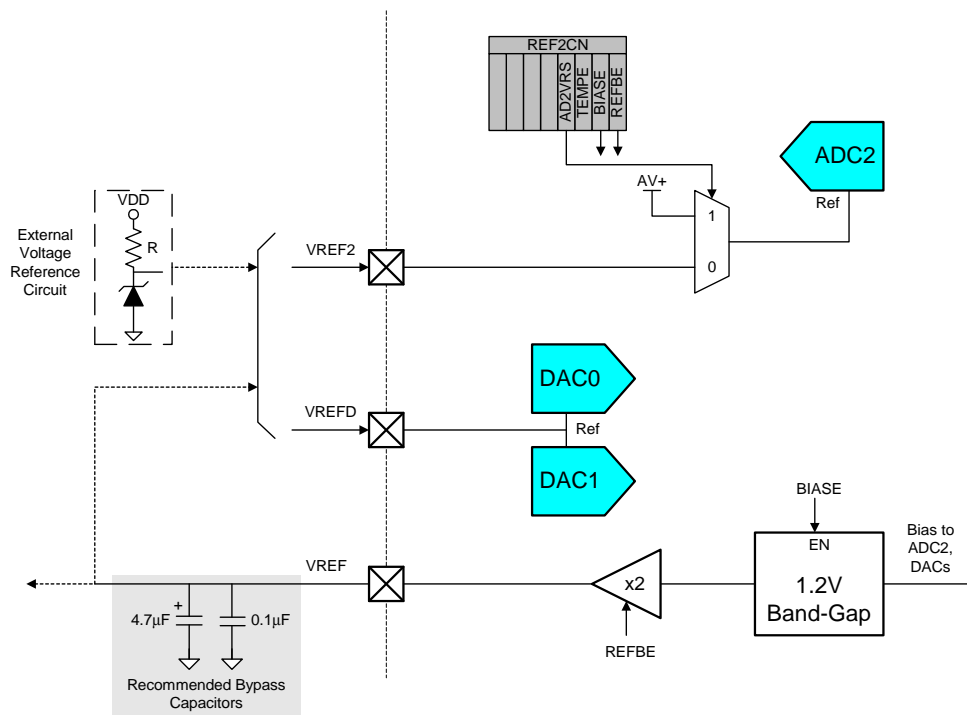 REF2CN
AD2VRS
TEMPE
BIASE
REFBE
ADC2
AV+
Ref
1
0
VDD
R
External
Voltage
Reference
Circuit
VREF2
DAC0
VREFD
Ref
DAC1
BIASE
EN
1.2V
Band-Gap
Bias to
ADC2,
DACs
VREF
x2
REFBE
+
4.7µF
0.1µF
Recommended Bypass
Capacitors